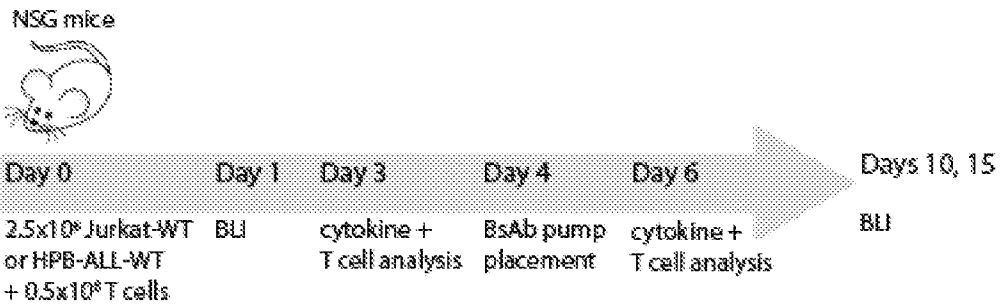 NSG mice
Day 0
2.5x10⁶ Jurkat-WT
or HPB-ALL-WT
+ 0.5x10⁶ T cells
Day 1
BLI
Day 3
cytokine +
T cell analysis
Day 4
BsAb pump
placement
Day 6
cytokine +
T cell analysis
Days 10, 15
BLI